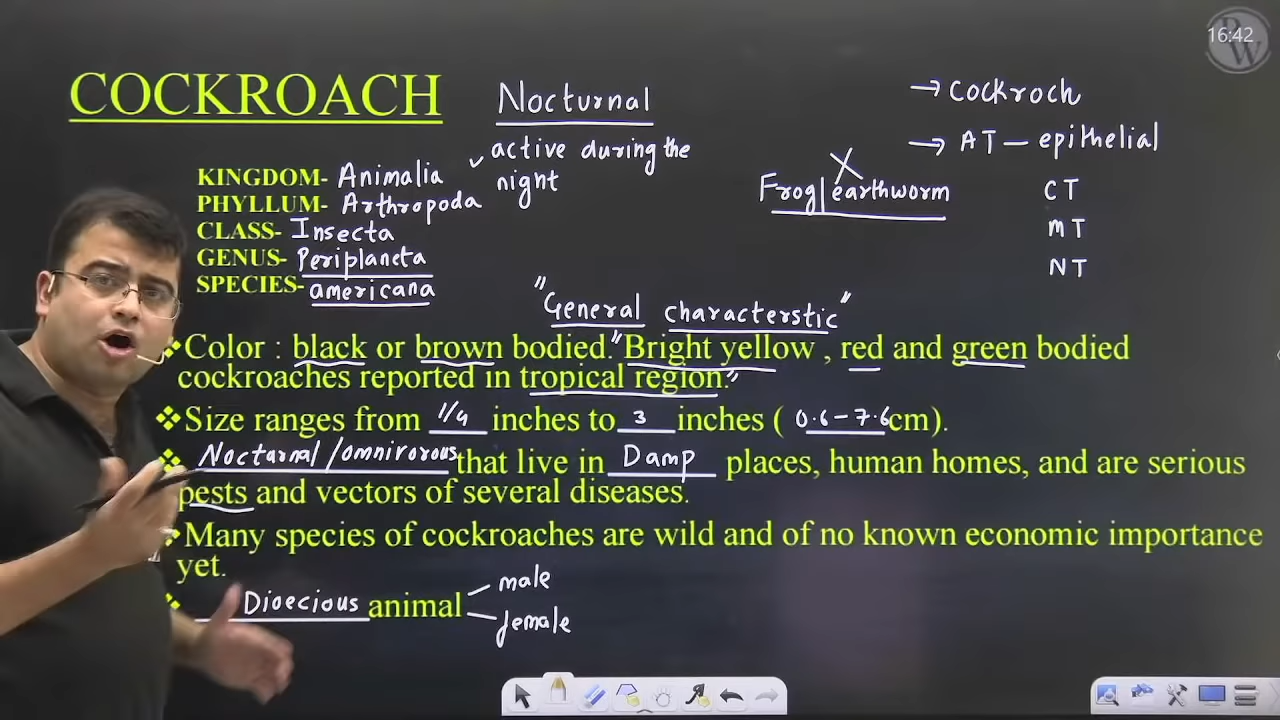 16:42
PW
COCKROACH
Nocturnal
active during the
night
→ cockroch
→ AT – epithelial
CT
MT
NT
X
Frog/earthworm
KINGDOM- Animalia
PHYLLUM- Arthropoda
CLASS- Insecta
GENUS- Periplaneta
SPECIES- americana
"General characterstic"
❖Color : black or brown bodied. "Bright yellow , red and green bodied
cockroaches reported in tropical region."
❖Size ranges from 1/4 inches to 3 inches ( 0.6 – 7.6cm).
❖ Nocturnal/omnivorous that live in Damp places, human homes, and are serious
pests and vectors of several diseases.
❖Many species of cockroaches are wild and of no known economic importance
yet.
❖ Dioecious animal
male
female